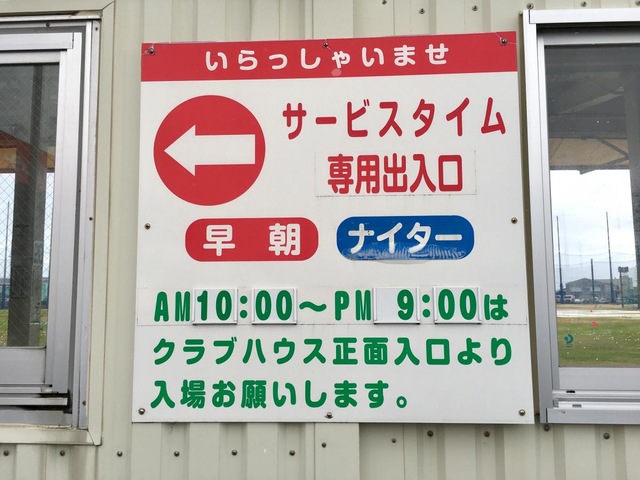 いらっしゃいませ
サービスタイム
専用出入口
早朝 ナイター
AM10:00～PM 9:00は
クラブハウス正面入口より
入場お願いします。